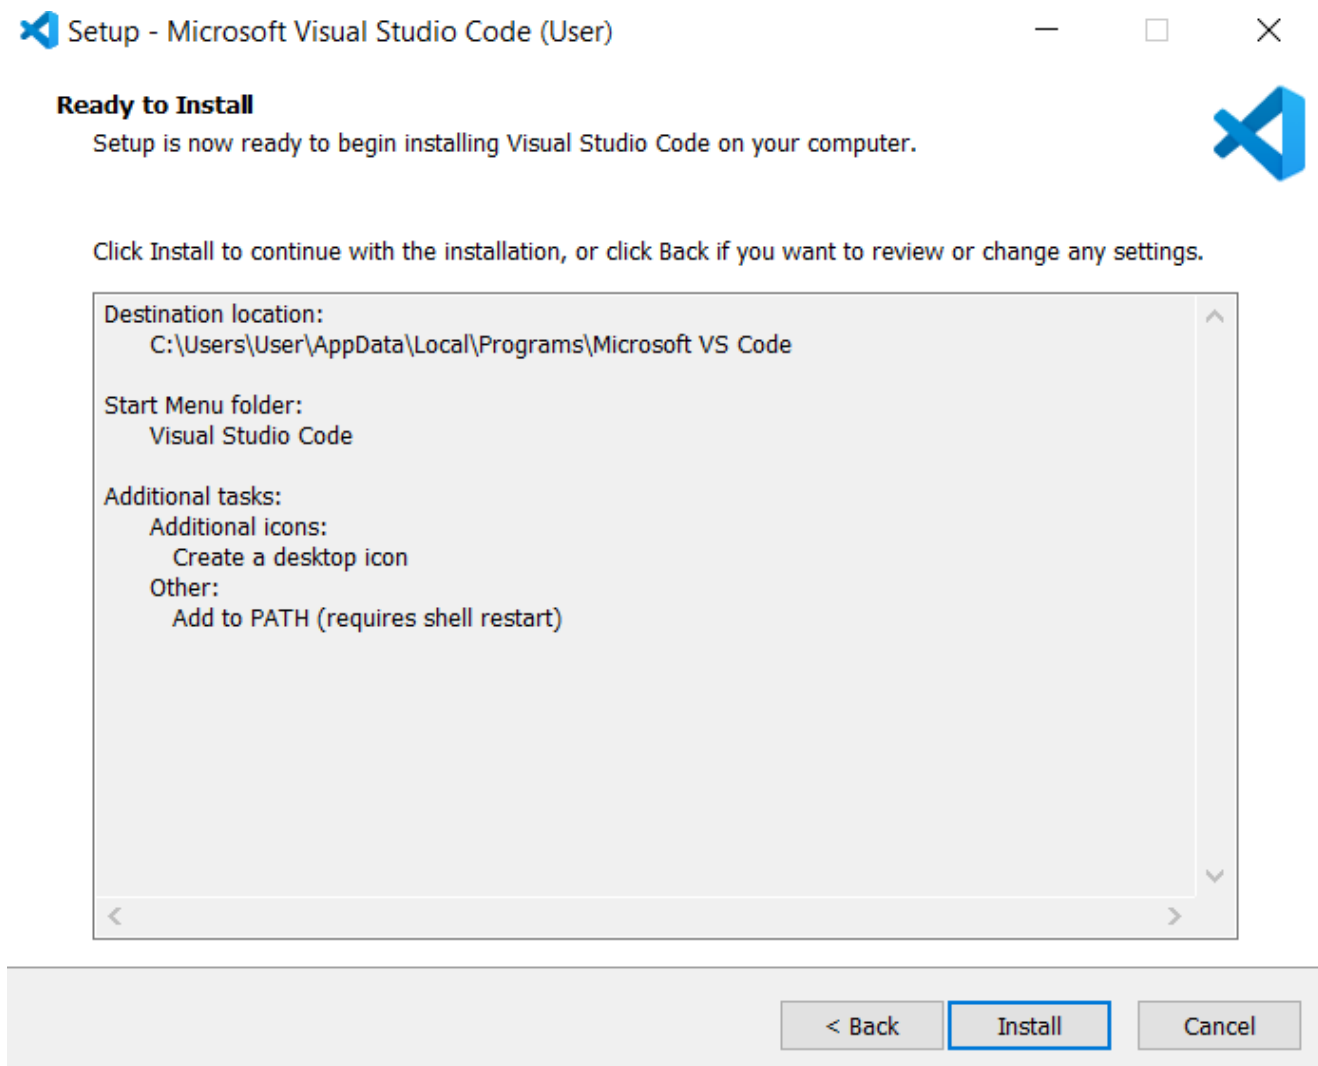 Setup - Microsoft Visual Studio Code (User)
Ready to Install
Setup is now ready to begin installing Visual Studio Code on your computer.
Click Install to continue with the installation, or click Back if you want to review or change any settings.
Destination location:
C:\Users\User\AppData\Local\Programs\Microsoft VS Code
Start Menu folder:
Visual Studio Code
Additional tasks:
Additional icons:
Create a desktop icon
Other:
Add to PATH (requires shell restart)
< Back
Install
Cancel